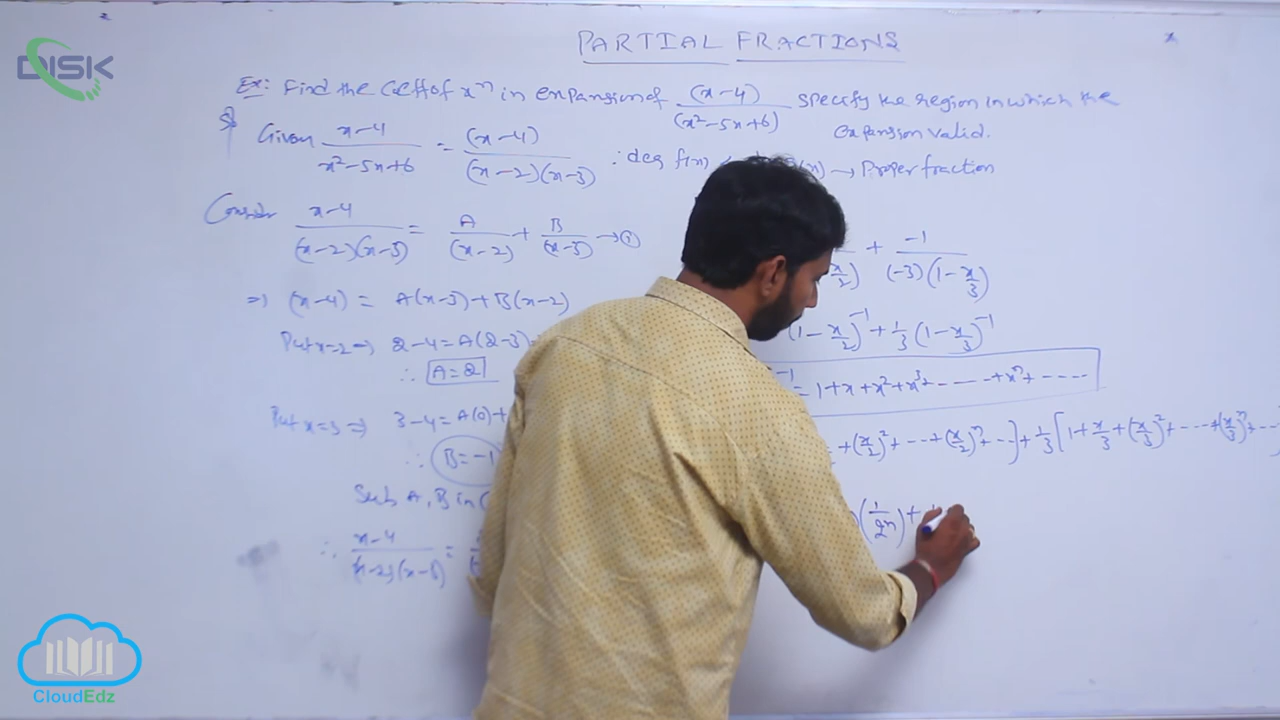 DISK
PARTIAL FRACTIONS
Ex: Find the Coeff of xⁿ in expansion of (x-4)/(x²-5x+6) specify the region in which the
expansion valid.
Given (x-4)/(x²-5x+6) = (x-4)/((x-2)(x-3)) ∵ deg f(x) (x) → Proper fraction
Consider (x-4)/((x-2)(x-3)) = A/(x-2) + B/(x-3) → ①
+ -1/((-3)(1-x/3))
⇒ (x-4) = A(x-3) + B(x-2)
(1-x/2)⁻¹ + 1/3 (1-x/3)⁻¹
Put x=2 ⇒ 2-4 = A(2-3)
∴ A=2
⁻¹ = 1+x+x²+x³+ ---- +xⁿ+ ----
Put x=3 ⇒ 3-4 = A(0)+
+(x/2)²+ --- +(x/2)ⁿ+ -- ] + 1/3 [1+x/3+(x/3)²+ --- +(x/3)ⁿ+ --
∴ B=-1
Sub A, B in
(1/2ⁿ) +
∴ (x-4)/((x-2)(x-3)) =
CloudEdz